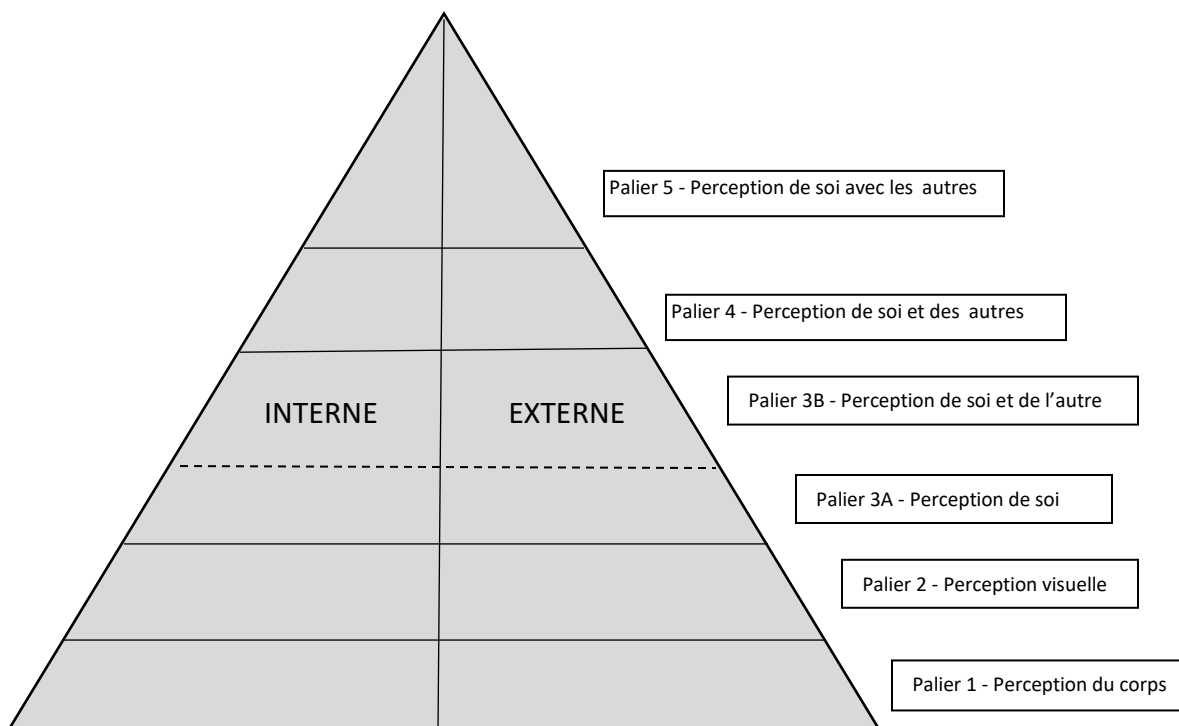 Palier 5 - Perception de soi avec les autres
Palier 4 - Perception de soi et des autres
INTERNE
EXTERNE
Palier 3B - Perception de soi et de l’autre
Palier 3A - Perception de soi
Palier 2 - Perception visuelle
Palier 1 - Perception du corps